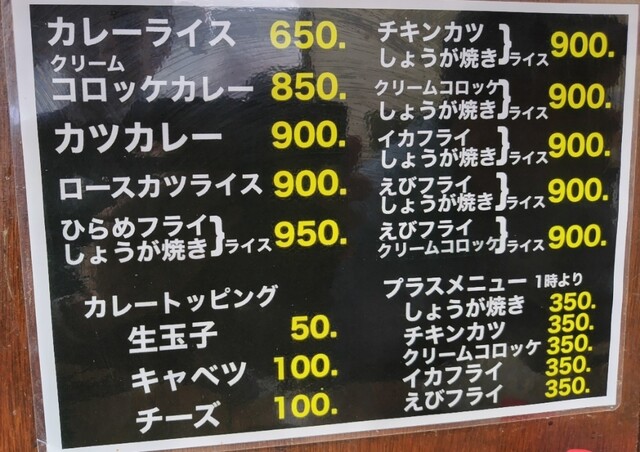 カレーライス 650.
クリーム
コロッケカレー 850.
カツカレー 900.
ロースカツライス 900.
ひらめフライ
しょうが焼き}ライス 950.
カレートッピング
生玉子 50.
キャベツ 100.
チーズ 100.
チキンカツ
しょうが焼き}ライス 900.
クリームコロッケ
しょうが焼き}ライス 900.
イカフライ
しょうが焼き}ライス 900.
えびフライ
しょうが焼き}ライス 900.
えびフライ
クリームコロッケ}ライス 900.
プラスメニュー 1時より
しょうが焼き 350.
チキンカツ 350.
クリームコロッケ 350.
イカフライ 350.
えびフライ 350.